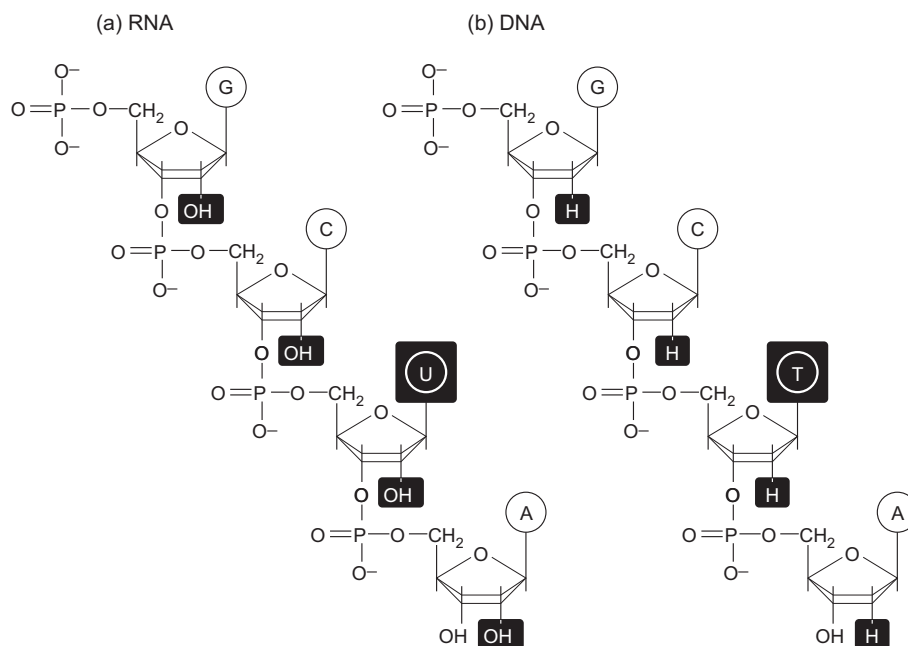 (a) RNA (b) DNA
O– G O– G
O=P–O–CH2 O O=P–O–CH2 O
O– O–
O OH O H
C C
O=P–O–CH2 O O=P–O–CH2 O
O– O–
O OH O H
U T
O=P–O–CH2 O O=P–O–CH2 O
O– O–
O OH O H
A A
O=P–O–CH2 O O=P–O–CH2 O
O– O–
OH OH OH H